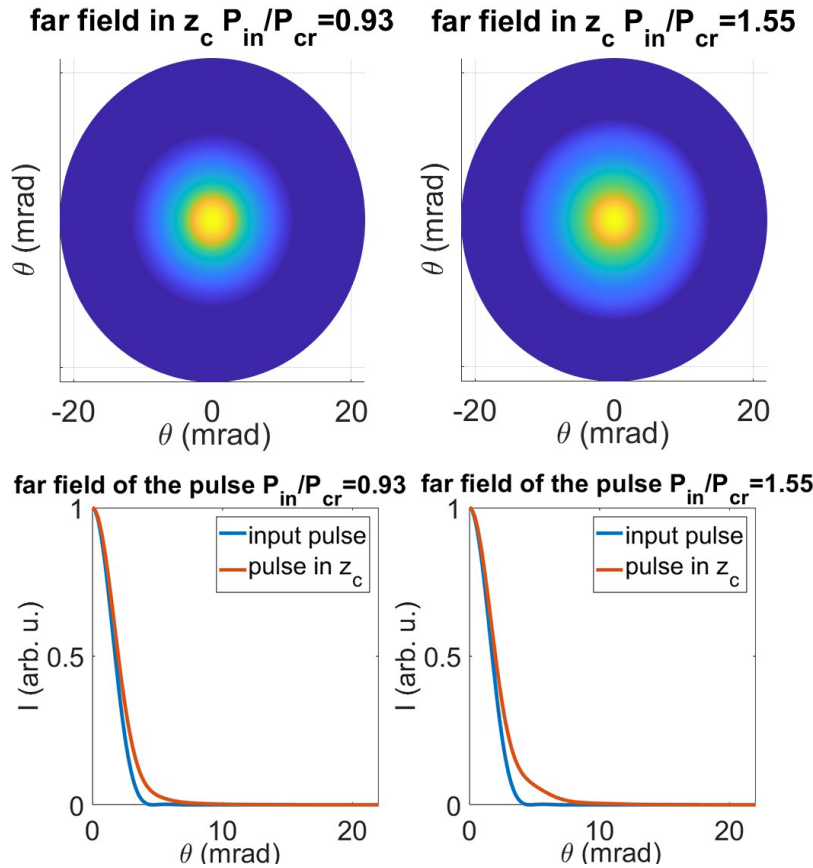 far field in z_c P_in/P_cr=0.93
far field in z_c P_in/P_cr=1.55
θ (mrad)
-20 0 20
θ (mrad)
θ (mrad)
-20 0 20
θ (mrad)
far field of the pulse P_in/P_cr=0.93
far field of the pulse P_in/P_cr=1.55
I (arb. u.)
1
0.5
0
input pulse
pulse in z_c
0 10 20
θ (mrad)
I (arb. u.)
1
0.5
0
input pulse
pulse in z_c
0 10 20
θ (mrad)